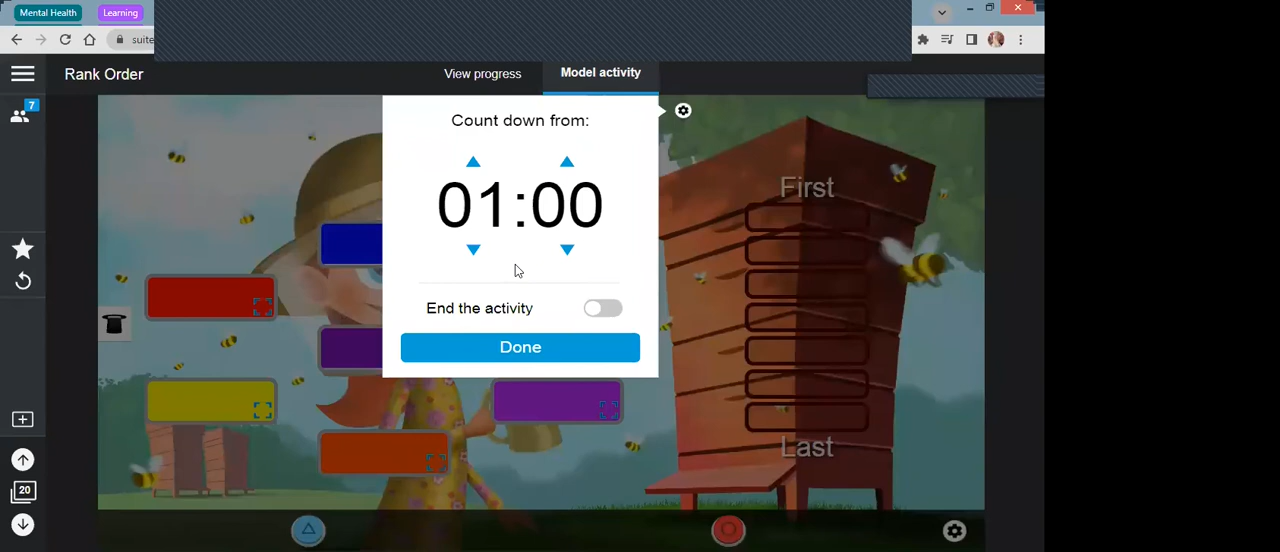 Mental Health
Learning
suite
Rank Order
View progress
Model activity
7
Count down from:
01:00
First
End the activity
Done
Last
20